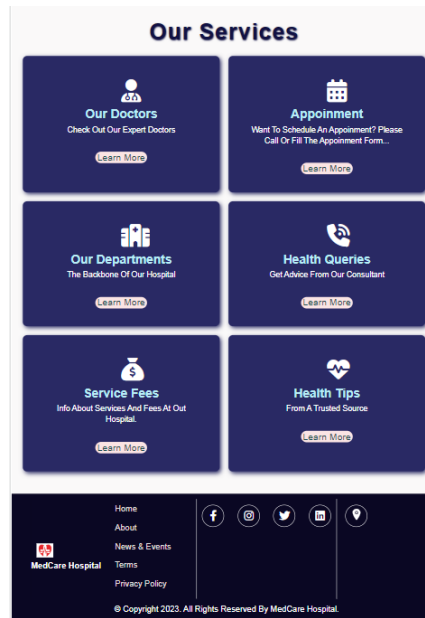 Our Services
Our Doctors
Check Out Our Expert Doctors
Learn More
Appoinment
Want To Schedule An Appoinment? Please
Call Or Fill The Appoinment Form...
Learn More
Our Departments
The Backbone Of Our Hospital
Learn More
Health Queries
Get Advice From Our Consultant
Learn More
Service Fees
Info About Services And Fees At Out
Hospital.
Learn More
Health Tips
From A Trusted Source
Learn More
MedCare Hospital
Home
About
News & Events
Terms
Privacy Policy
© Copyright 2023. All Rights Reserved By MedCare Hospital.